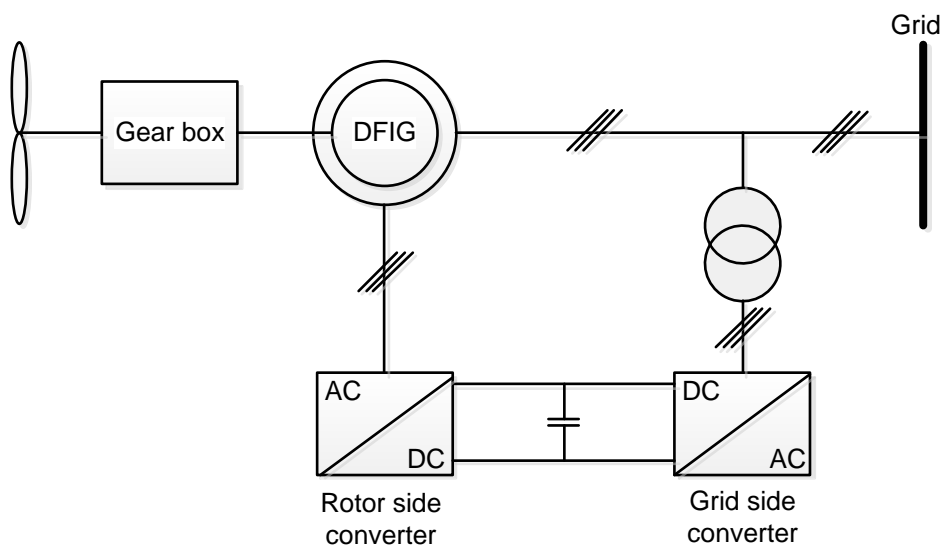 Grid
Gear box
DFIG
AC
DC
DC
AC
Rotor side
converter
Grid side
converter